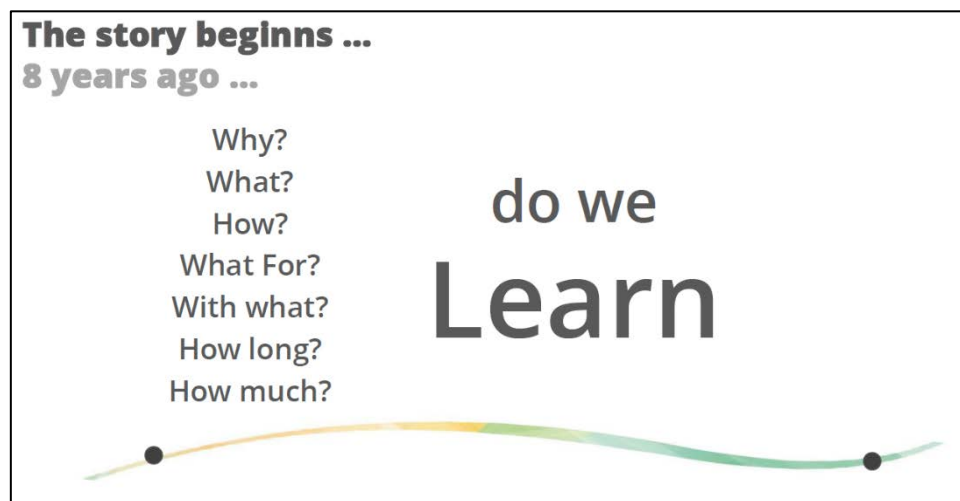 The story beginns ...
8 years ago ...
Why?
What?
How?
What For?
With what?
How long?
How much?
do we
Learn